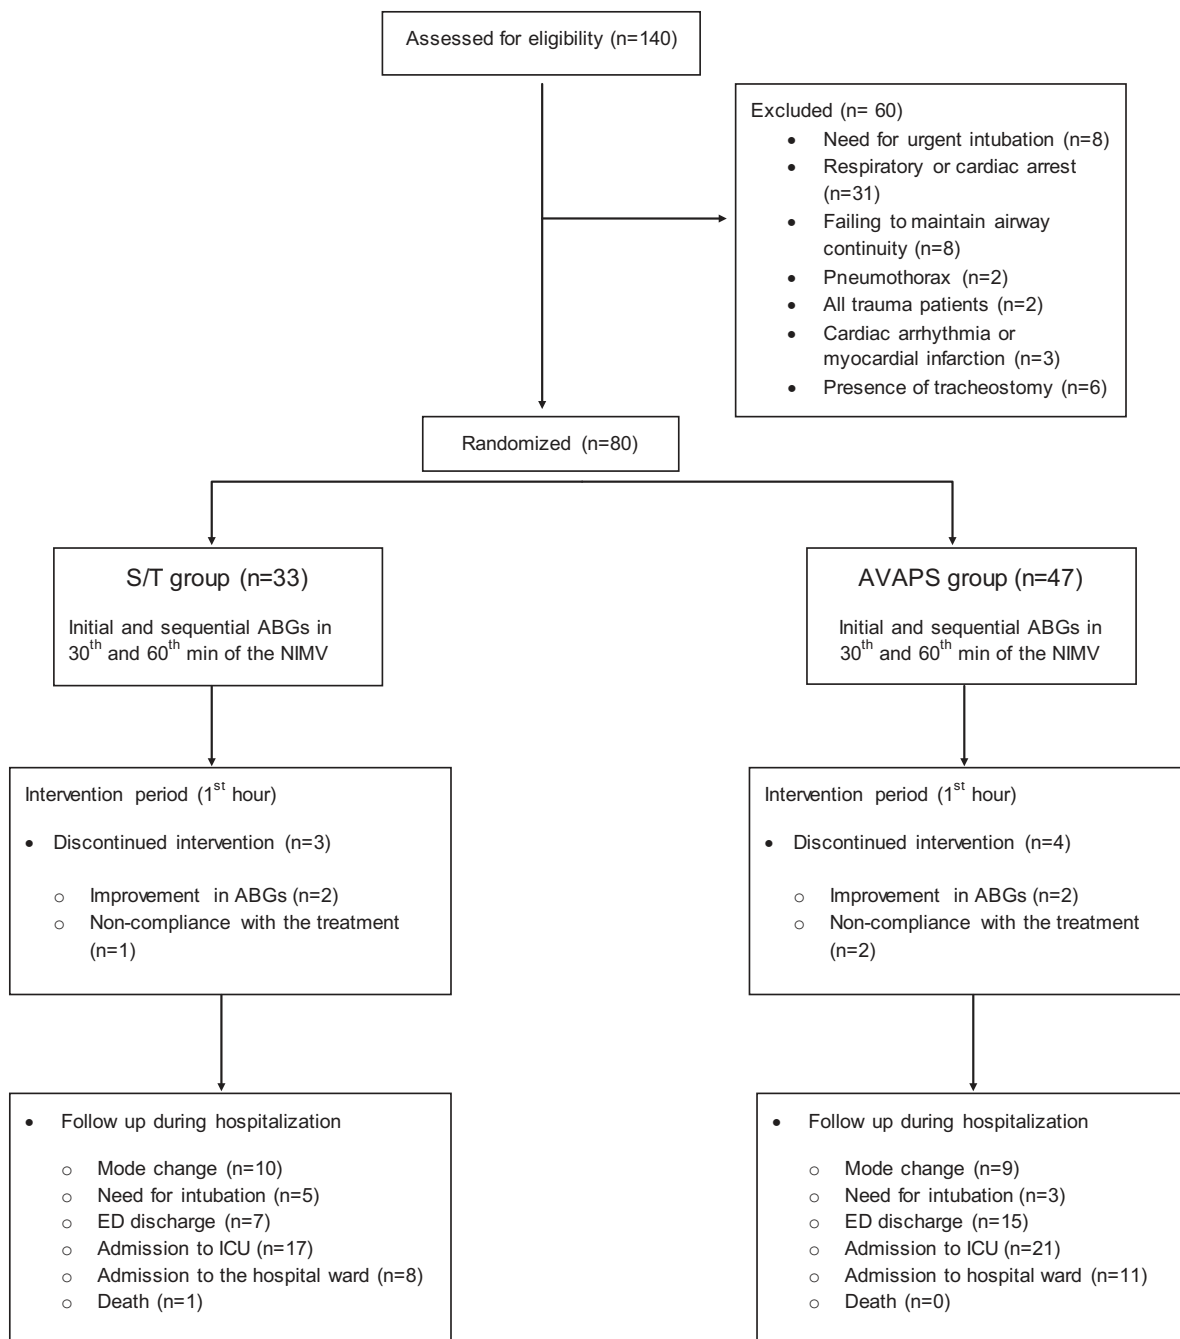 Assessed for eligibility (n=140)
Excluded (n= 60)
• Need for urgent intubation (n=8)
• Respiratory or cardiac arrest
(n=31)
• Failing to maintain airway
continuity (n=8)
• Pneumothorax (n=2)
• All trauma patients (n=2)
• Cardiac arrhythmia or
myocardial infarction (n=3)
• Presence of tracheostomy (n=6)
Randomized (n=80)
S/T group (n=33)
Initial and sequential ABGs in
30th and 60th min of the NIMV
AVAPS group (n=47)
Initial and sequential ABGs in
30th and 60th min of the NIMV
Intervention period (1st hour)
• Discontinued intervention (n=3)
o Improvement in ABGs (n=2)
o Non-compliance with the treatment
(n=1)
Intervention period (1st hour)
• Discontinued intervention (n=4)
o Improvement in ABGs (n=2)
o Non-compliance with the treatment
(n=2)
• Follow up during hospitalization
o Mode change (n=10)
o Need for intubation (n=5)
o ED discharge (n=7)
o Admission to ICU (n=17)
o Admission to the hospital ward (n=8)
o Death (n=1)
• Follow up during hospitalization
o Mode change (n=9)
o Need for intubation (n=3)
o ED discharge (n=15)
o Admission to ICU (n=21)
o Admission to hospital ward (n=11)
o Death (n=0)